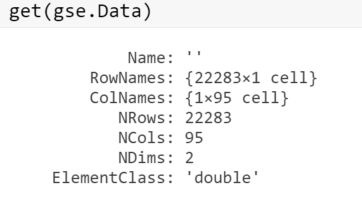 get(gse.Data)
Name: ''
RowNames: {22283×1 cell}
ColNames: {1×95 cell}
NRows: 22283
NCols: 95
NDims: 2
ElementClass: 'double'